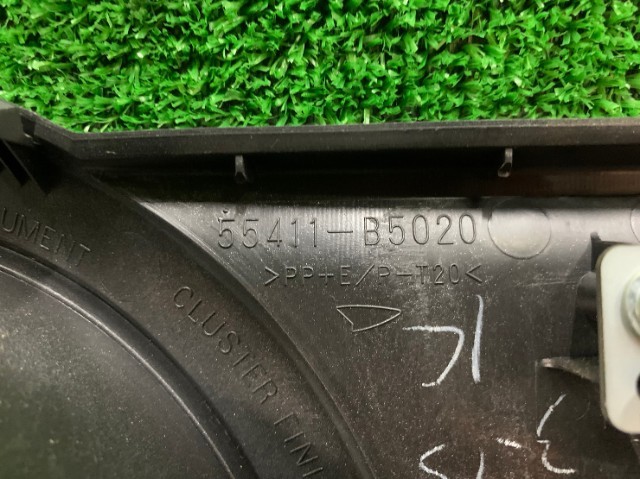 55411-B5020
>PP+E/P-T20<
UMENT
CLUSTER FINI